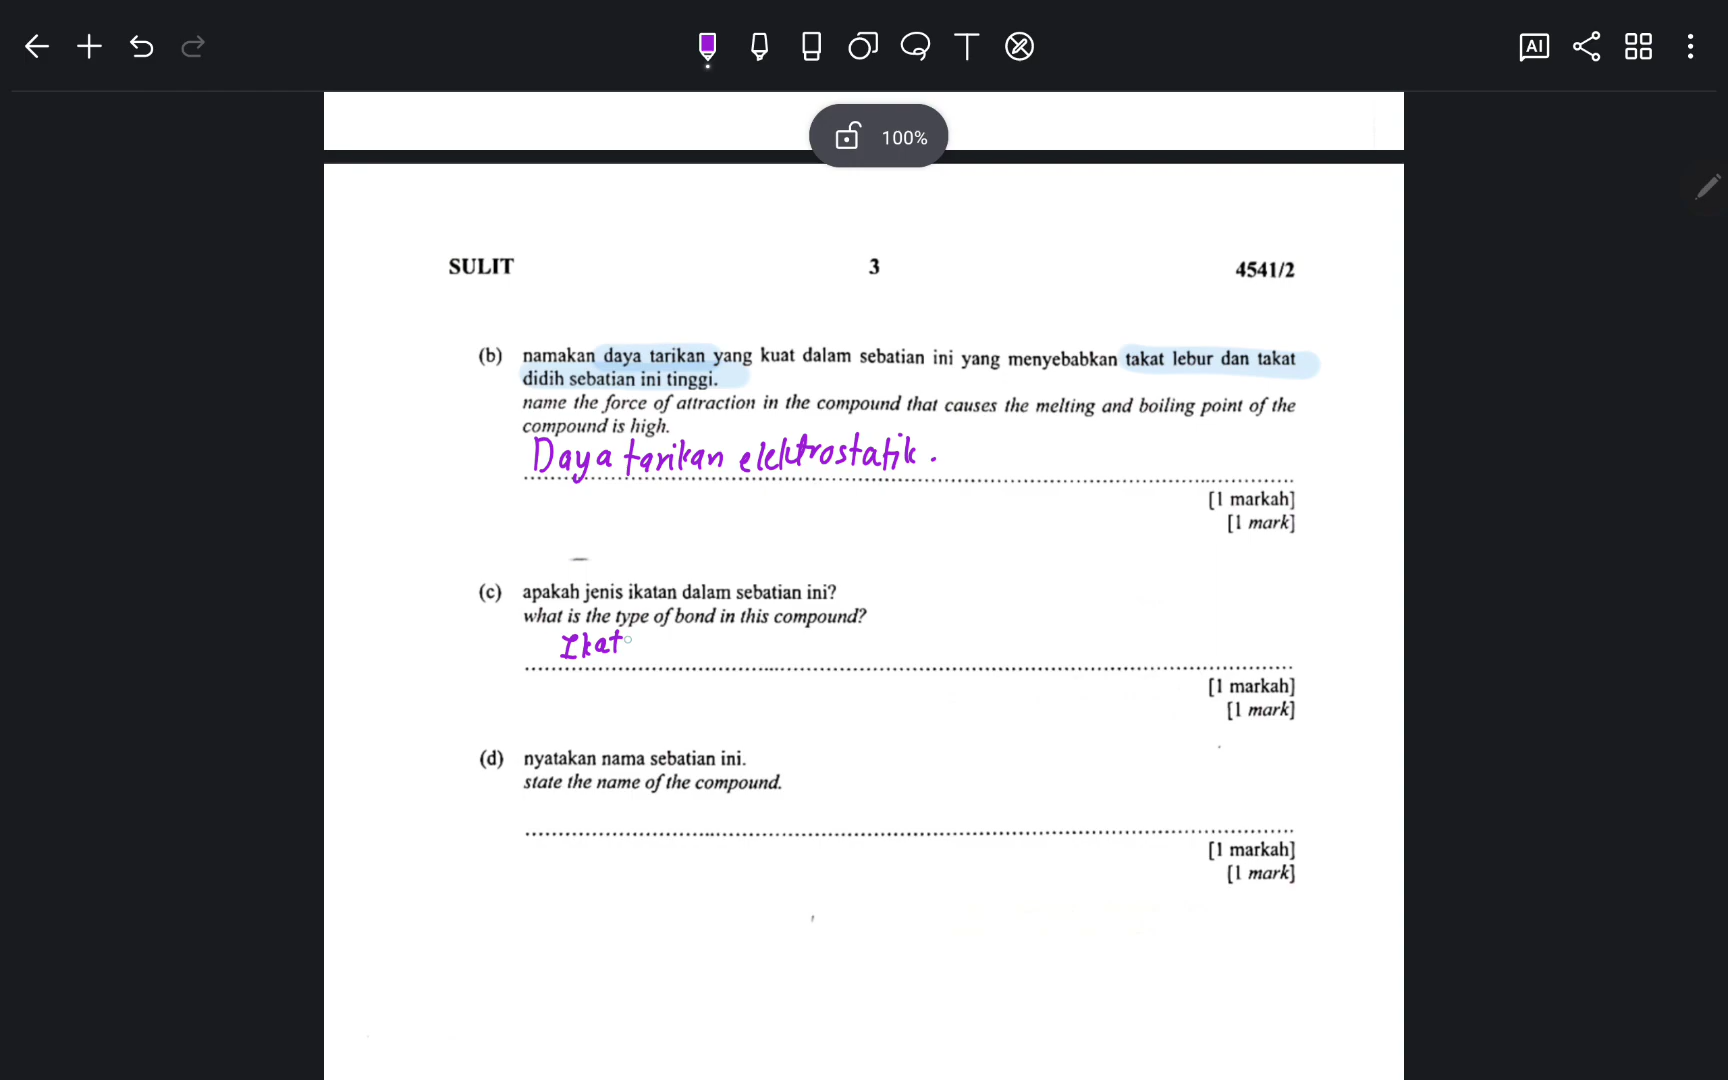 AI
100%
SULIT 3 4541/2
(b) namakan daya tarikan yang kuat dalam sebatian ini yang menyebabkan takat lebur dan takat
didih sebatian ini tinggi.
name the force of attraction in the compound that causes the melting and boiling point of the
compound is high.
Daya tarikan elektrostatik.
[1 markah]
[1 mark]
(c) apakah jenis ikatan dalam sebatian ini?
what is the type of bond in this compound?
Ikat
[1 markah]
[1 mark]
(d) nyatakan nama sebatian ini.
state the name of the compound.
[1 markah]
[1 mark]